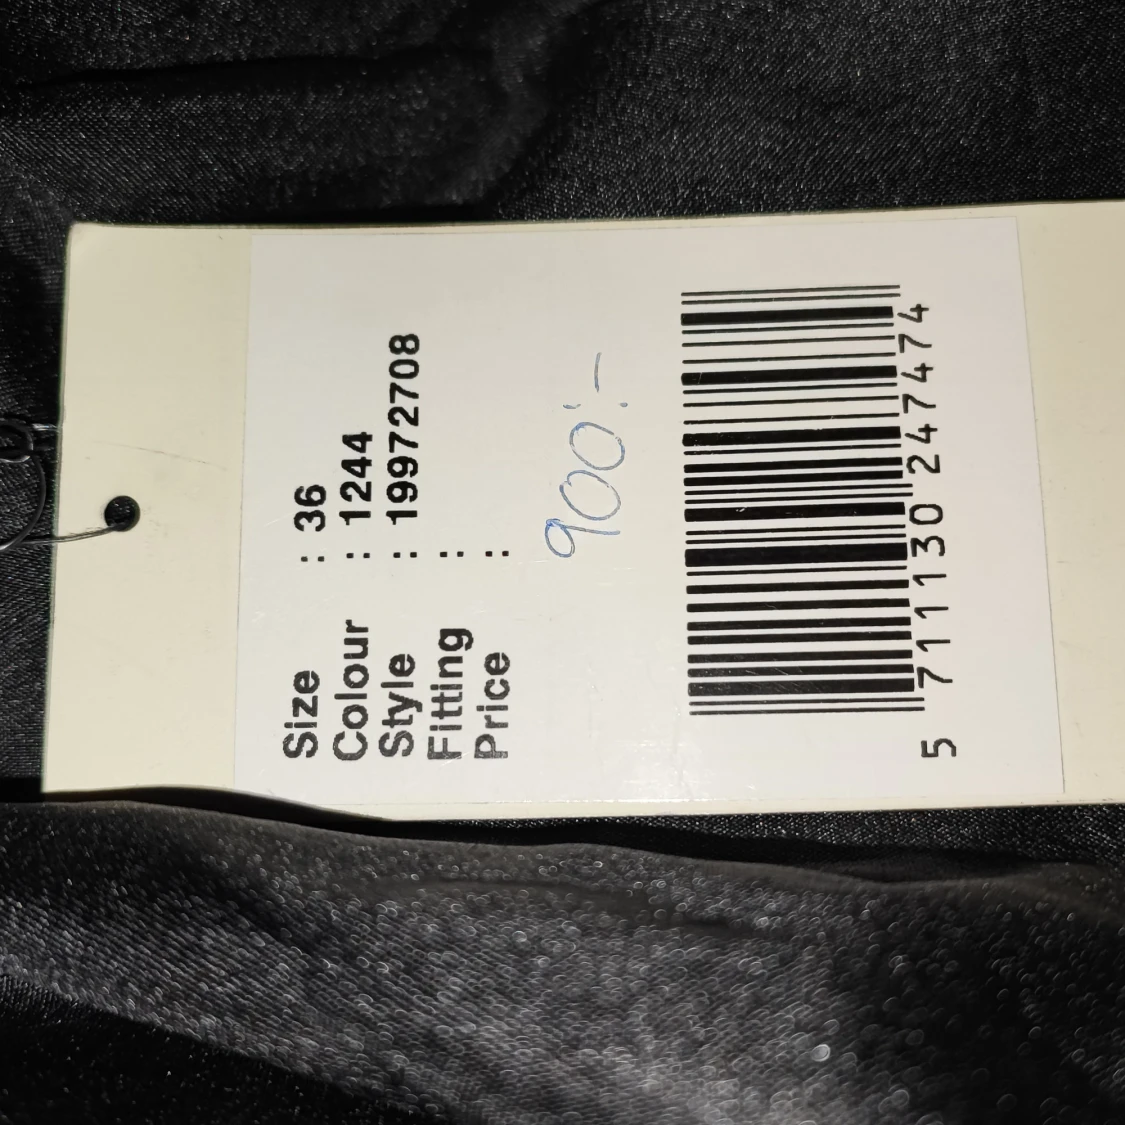 Size : 36
Colour : 1244
Style : 19972708
Fitting :
Price :
900:-
5 711130 247474